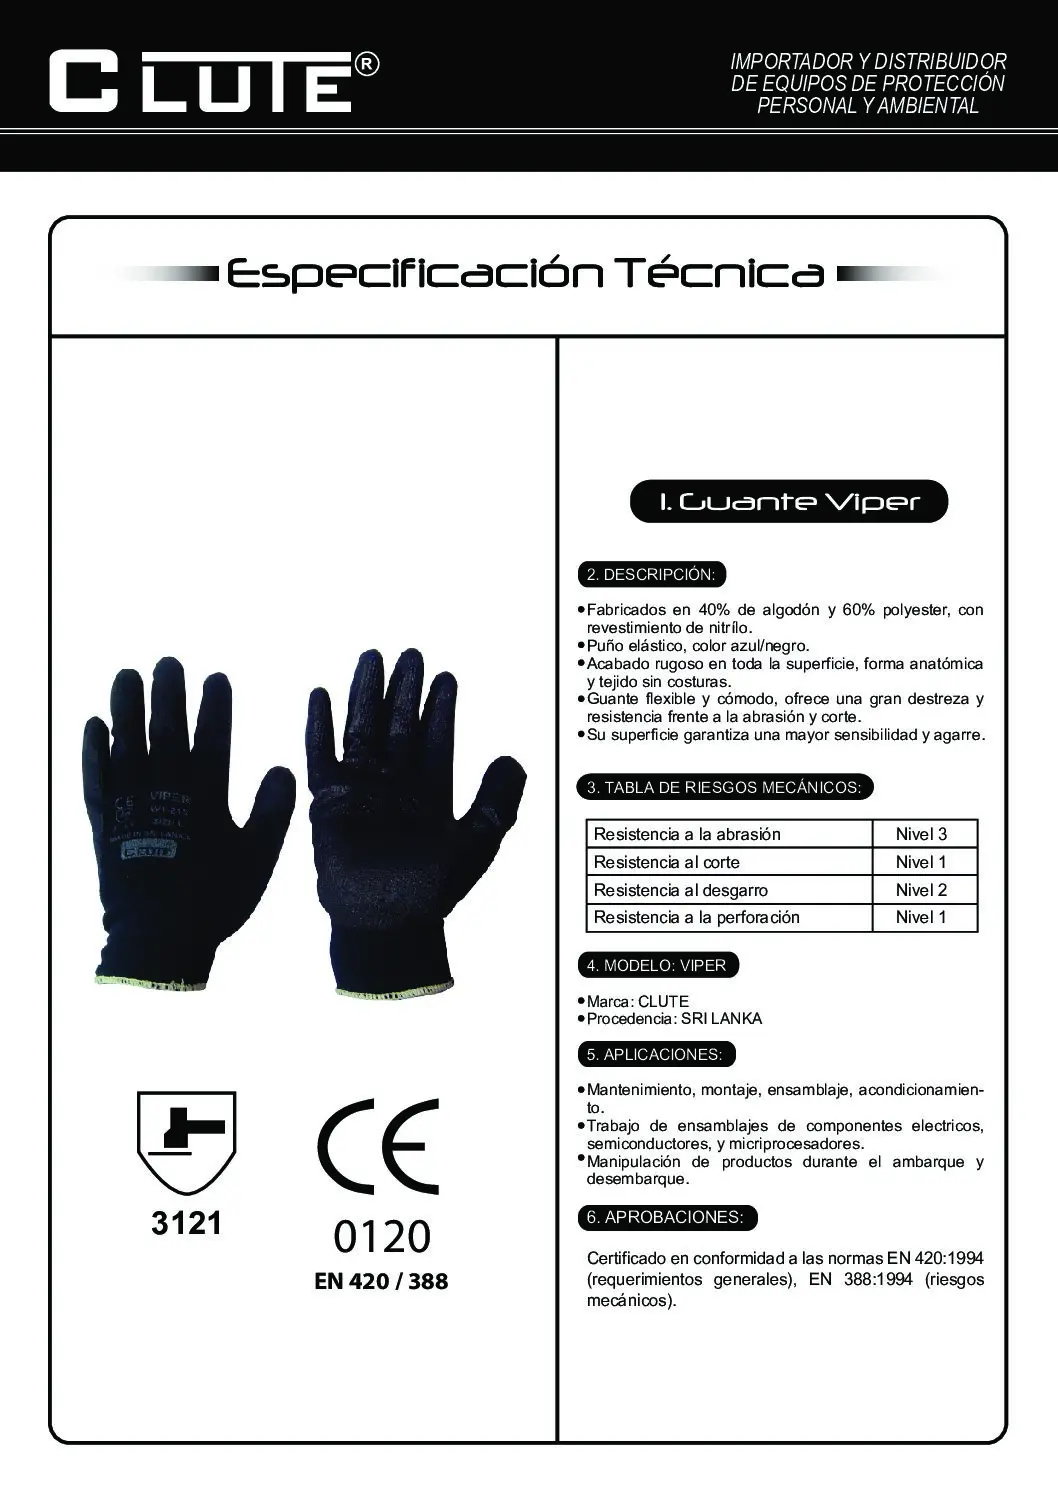 CLUTE®
IMPORTADOR Y DISTRIBUIDOR
DE EQUIPOS DE PROTECCIÓN
PERSONAL Y AMBIENTAL
Especificación Técnica
1. Guante Viper
2. DESCRIPCIÓN:
•Fabricados en 40% de algodón y 60% polyester, con
revestimiento de nitrílo.
•Puño elástico, color azul/negro.
•Acabado rugoso en toda la superficie, forma anatómica
y tejido sin costuras.
•Guante flexible y cómodo, ofrece una gran destreza y
resistencia frente a la abrasión y corte.
•Su superficie garantiza una mayor sensibilidad y agarre.
3. TABLA DE RIESGOS MECÁNICOS:
Resistencia a la abrasión Nivel 3
Resistencia al corte Nivel 1
Resistencia al desgarro Nivel 2
Resistencia a la perforación Nivel 1
4. MODELO: VIPER
•Marca: CLUTE
•Procedencia: SRI LANKA
5. APLICACIONES:
•Mantenimiento, montaje, ensamblaje, acondicionamien-
to.
•Trabajo de ensamblajes de componentes electricos,
semiconductores, y micriprocesadores.
•Manipulación de productos durante el ambarque y
desembarque.
6. APROBACIONES:
Certificado en conformidad a las normas EN 420:1994
(requerimientos generales), EN 388:1994 (riesgos
mecánicos).
CE VIPER
CLUTE
3121
CE
0120
EN 420 / 388